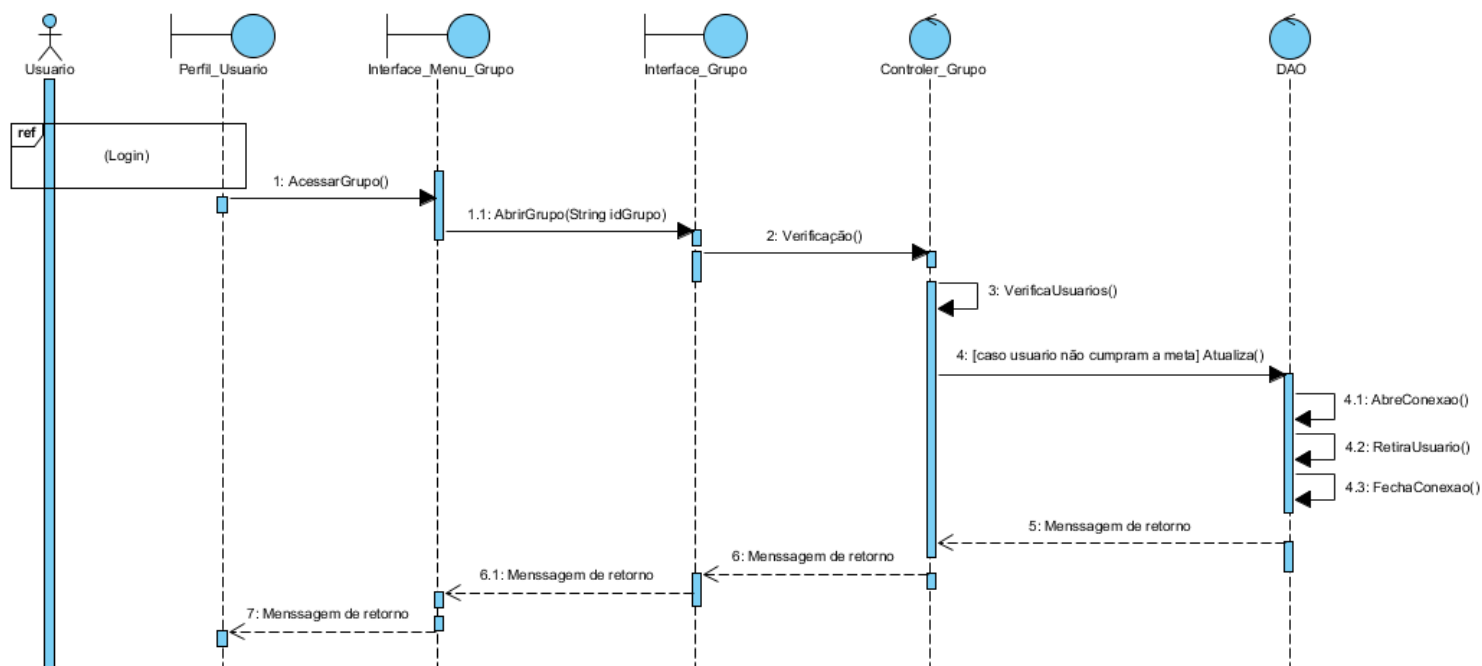 Usuario
Perfil_Usuario
Interface_Menu_Grupo
Interface_Grupo
Controler_Grupo
DAO
ref
(Login)
1: AcessarGrupo()
1.1: AbrirGrupo(String idGrupo)
2: Verificação()
3: VerificaUsuarios()
4: [caso usuario não cumpram a meta] Atualiza()
4.1: AbreConexao()
4.2: RetiraUsuario()
4.3: FechaConexao()
5: Menssagem de retorno
6: Menssagem de retorno
6.1: Menssagem de retorno
7: Menssagem de retorno